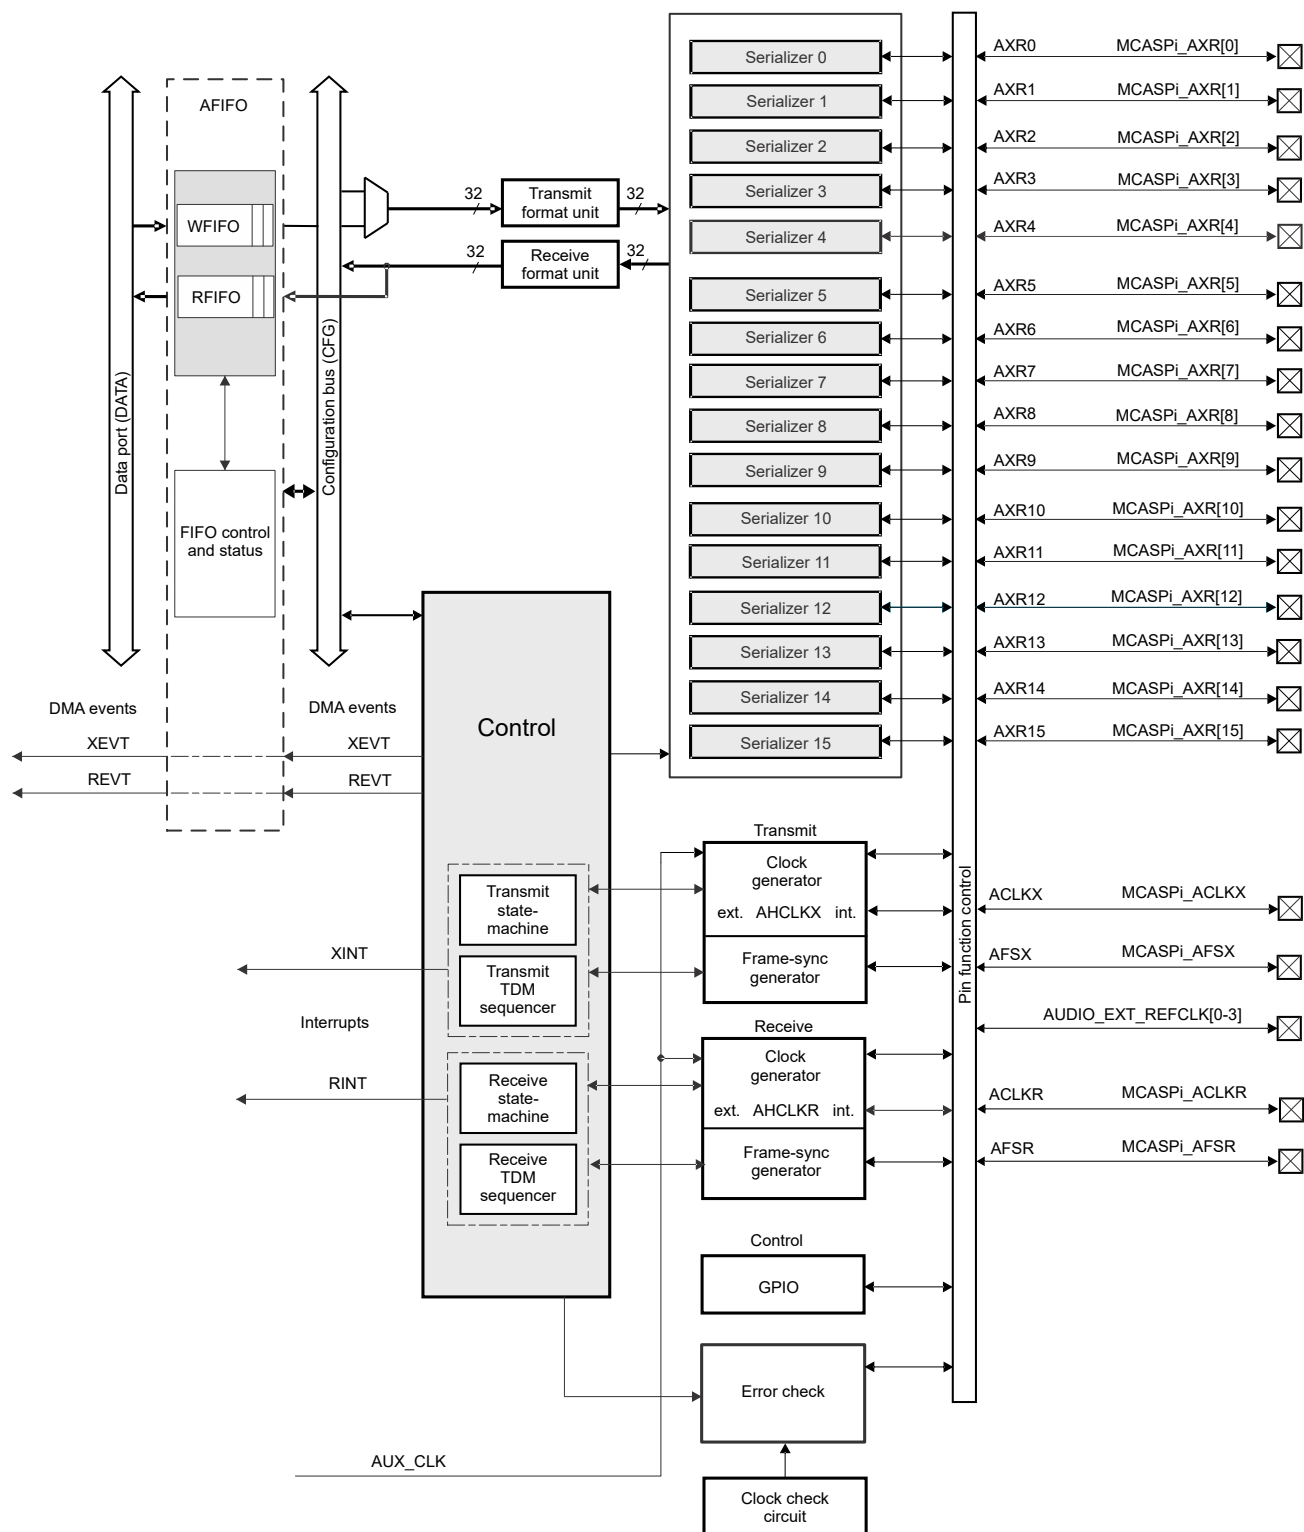 Serializer 0
AXR0 MCASPi_AXR[0]
AFIFO
Serializer 1
AXR1 MCASPi_AXR[1]
Serializer 2
AXR2 MCASPi_AXR[2]
Serializer 3
AXR3 MCASPi_AXR[3]
32
Transmit
format unit
32
WFIFO
Serializer 4
AXR4 MCASPi_AXR[4]
32
Receive
format unit
32
RFIFO
Serializer 5
AXR5 MCASPi_AXR[5]
Serializer 6
AXR6 MCASPi_AXR[6]
Serializer 7
AXR7 MCASPi_AXR[7]
Serializer 8
AXR8 MCASPi_AXR[8]
Data port (DATA)
Configuration bus (CFG)
Serializer 9
AXR9 MCASPi_AXR[9]
FIFO control
and status
Serializer 10
AXR10 MCASPi_AXR[10]
Serializer 11
AXR11 MCASPi_AXR[11]
Serializer 12
AXR12 MCASPi_AXR[12]
Serializer 13
AXR13 MCASPi_AXR[13]
Serializer 14
AXR14 MCASPi_AXR[14]
Serializer 15
AXR15 MCASPi_AXR[15]
DMA events
DMA events
Control
XEVT
XEVT
REVT
REVT
Transmit
Clock
generator
ext. AHCLKX int.
Frame-sync
generator
Transmit
state-
machine
Transmit
TDM
sequencer
XINT
Interrupts
RINT
Pin function control
ACLKX MCASPi_ACLKX
AFSX MCASPi_AFSX
AUDIO_EXT_REFCLK[0-3]
ACLKR MCASPi_ACLKR
AFSR MCASPi_AFSR
Receive
Clock
generator
ext. AHCLKR int.
Frame-sync
generator
Receive
state-
machine
Receive
TDM
sequencer
Control
GPIO
Error check
AUX_CLK
Clock check
circuit